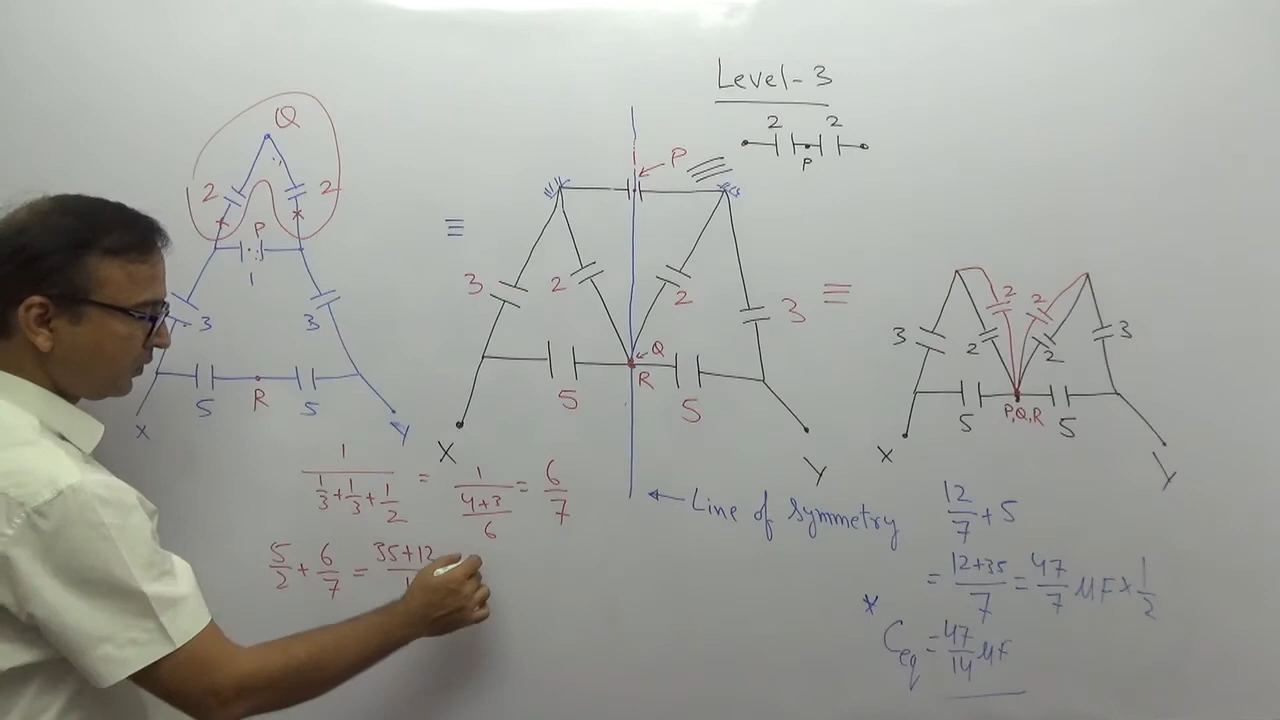 Level-3
2 2
P
Q
2 2
P
1
3 3
5 R 5
X Y
≡
1 P
3 2 2 3
Q
R
5 5
X Y
← Line of symmetry
≡
2 2
3 2 2 3
P,Q,R
5 5
X Y
1/(1/3+1/3+1/2) = 1/((4+3)/6) = 6/7
5/2 + 6/7 = (35+12)/1
12/7 + 5
= (12+35)/7 = 47/7 μF × 1/2
* Ceq = 47/14 μF